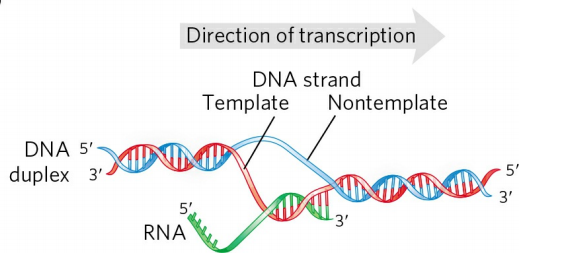 Direction of transcription
DNA strand
Template Nontemplate
DNA 5′
duplex 3′
5′
3′
5′
RNA
3′